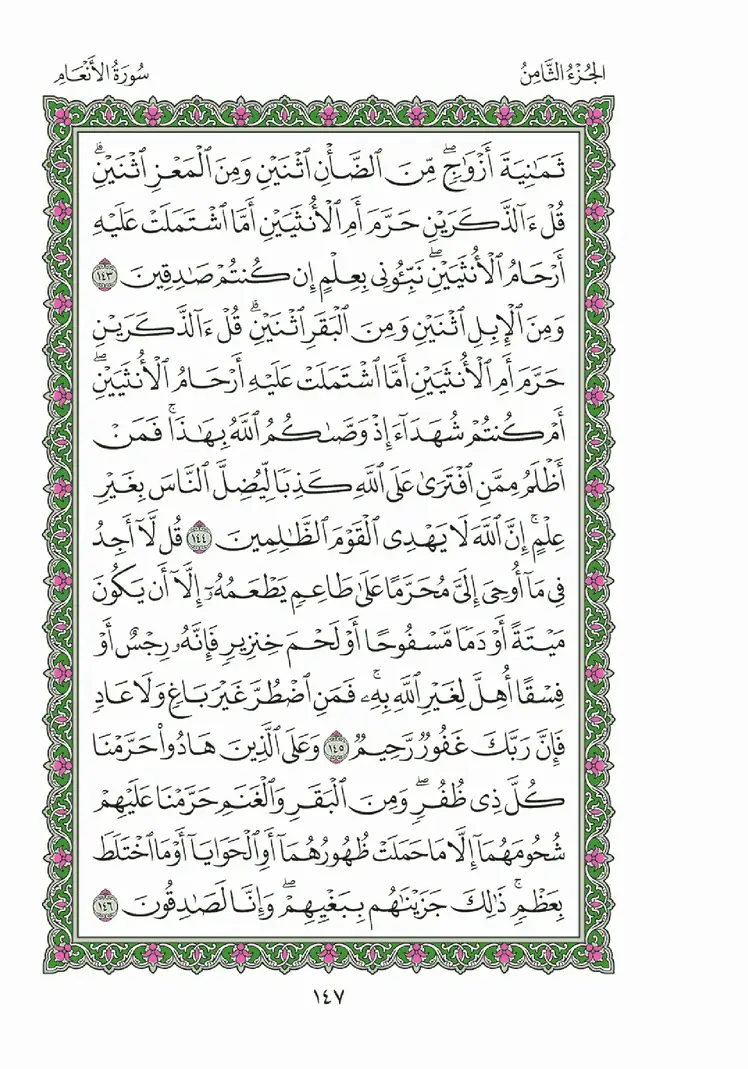 الجُزْءُ الثَّامِنُ
سُورَةُ الأَنْعَامِ
ثَمَٰنِيَةَ أَزْوَٰجٍۖ مِّنَ ٱلضَّأْنِ ٱثْنَيْنِ وَمِنَ ٱلْمَعْزِ ٱثْنَيْنِۗ
قُلْ ءَآلذَّكَرَيْنِ حَرَّمَ أَمِ ٱلْأُنثَيَيْنِ أَمَّا ٱشْتَمَلَتْ عَلَيْهِ
أَرْحَامُ ٱلْأُنثَيَيْنِۖ نَبِّـُٔونِى بِعِلْمٍ إِن كُنتُمْ صَٰدِقِينَ ١٤٣
وَمِنَ ٱلْإِبِلِ ٱثْنَيْنِ وَمِنَ ٱلْبَقَرِ ٱثْنَيْنِۗ قُلْ ءَآلذَّكَرَيْنِ
حَرَّمَ أَمِ ٱلْأُنثَيَيْنِ أَمَّا ٱشْتَمَلَتْ عَلَيْهِ أَرْحَامُ ٱلْأُنثَيَيْنِۖ
أَمْ كُنتُمْ شُهَدَآءَ إِذْ وَصَّىٰكُمُ ٱللَّهُ بِهَٰذَاۚ فَمَنْ
أَظْلَمُ مِمَّنِ ٱفْتَرَىٰ عَلَى ٱللَّهِ كَذِبًا لِّيُضِلَّ ٱلنَّاسَ بِغَيْرِ
عِلْمٍۚ إِنَّ ٱللَّهَ لَا يَهْدِى ٱلْقَوْمَ ٱلظَّٰلِمِينَ ١٤٤ قُل لَّآ أَجِدُ
فِى مَآ أُوحِىَ إِلَىَّ مُحَرَّمًا عَلَىٰ طَاعِمٍ يَطْعَمُهُۥٓ إِلَّآ أَن يَكُونَ
مَيْتَةً أَوْ دَمًا مَّسْفُوحًا أَوْ لَحْمَ خِنزِيرٍ فَإِنَّهُۥ رِجْسٌ أَوْ
فِسْقًا أُهِلَّ لِغَيْرِ ٱللَّهِ بِهِۦۚ فَمَنِ ٱضْطُرَّ غَيْرَ بَاغٍ وَلَا عَادٍ
فَإِنَّ رَبَّكَ غَفُورٌ رَّحِيمٌ ١٤٥ وَعَلَى ٱلَّذِينَ هَادُوا۟ حَرَّمْنَا
كُلَّ ذِى ظُفُرٍۖ وَمِنَ ٱلْبَقَرِ وَٱلْغَنَمِ حَرَّمْنَا عَلَيْهِمْ
شُحُومَهُمَآ إِلَّا مَا حَمَلَتْ ظُهُورُهُمَآ أَوِ ٱلْحَوَايَآ أَوْ مَا ٱخْتَلَطَ
بِعَظْمٍۚ ذَٰلِكَ جَزَيْنَٰهُم بِبَغْيِهِمْۖ وَإِنَّا لَصَٰدِقُونَ ١٤٦
١٤٧